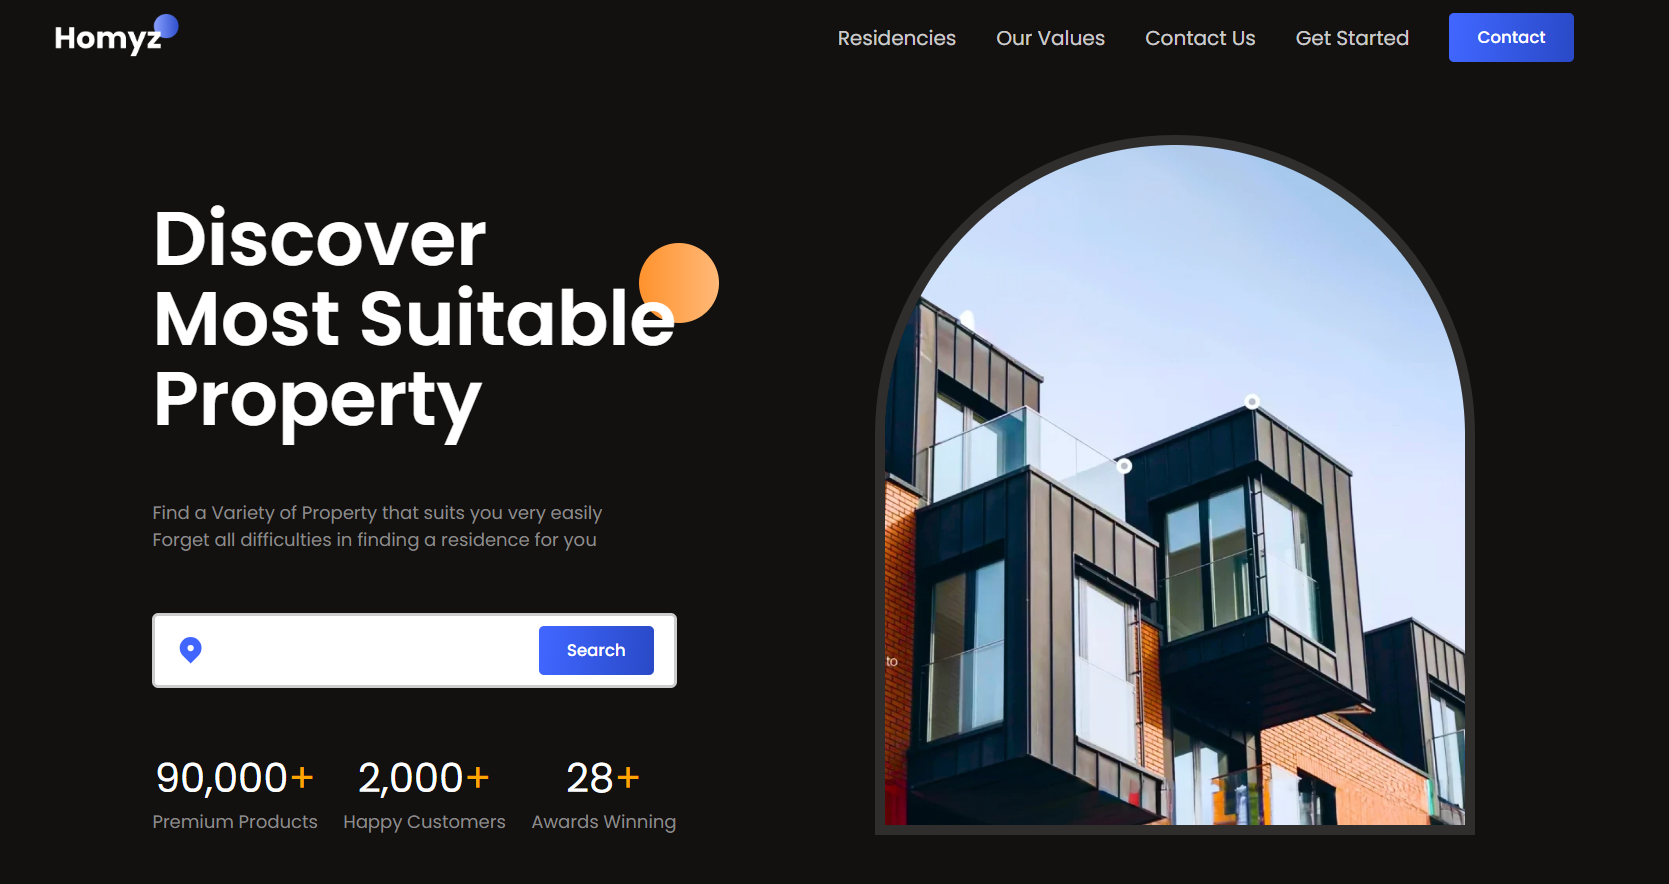 Homyz
Residencies
Our Values
Contact Us
Get Started
Contact
Discover
Most Suitable
Property
Find a Variety of Property that suits you very easily
Forget all difficulties in finding a residence for you
Search
to
90,000+
2,000+
28+
Premium Products
Happy Customers
Awards Winning